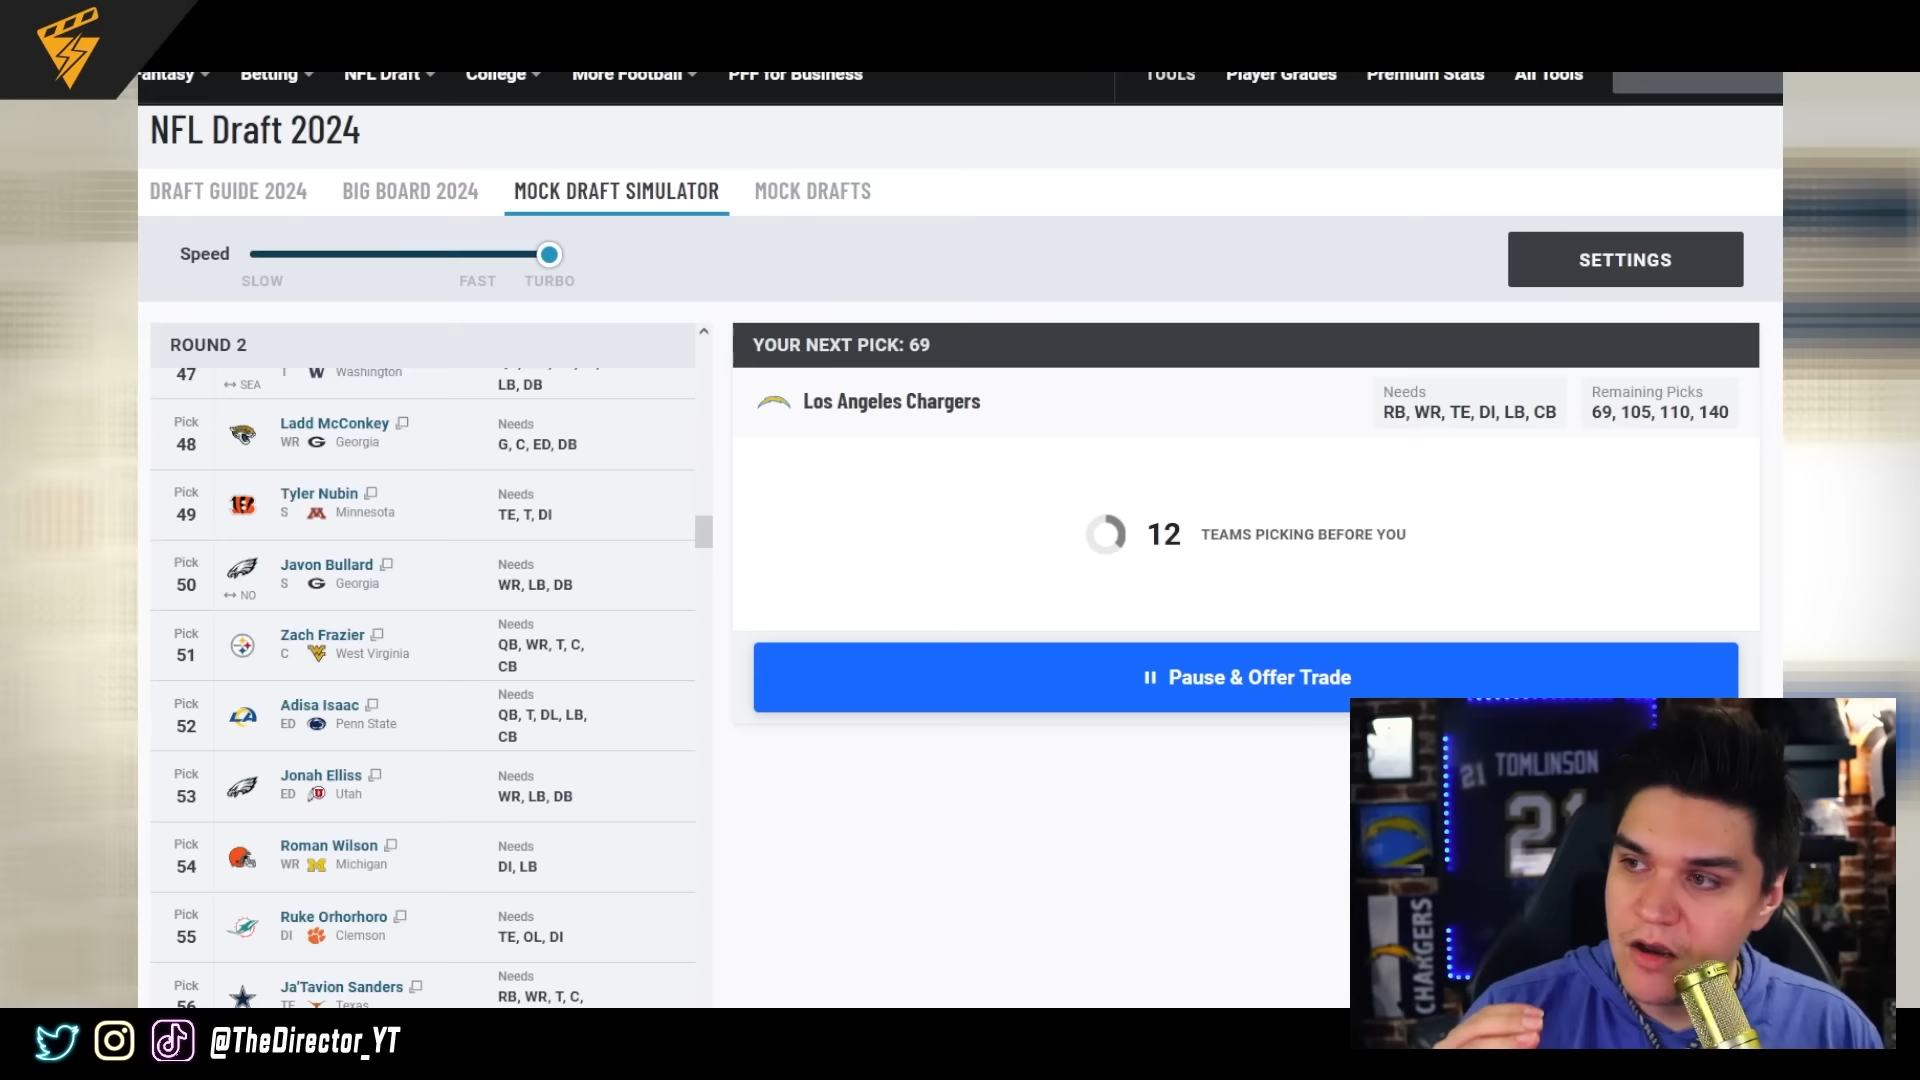 Fantasy Betting NFL Draft College More Football PFF for Business TOOLS Player Grades Premium Stats All Tools
NFL Draft 2024
DRAFT GUIDE 2024 BIG BOARD 2024 MOCK DRAFT SIMULATOR MOCK DRAFTS
Speed
SLOW FAST TURBO
SETTINGS
ROUND 2
47 ↔ SEA T W Washington LB, DB
Pick Ladd McConkey Needs
48 WR G Georgia G, C, ED, DB
Pick Tyler Nubin Needs
49 S M Minnesota TE, T, DI
Pick Javon Bullard Needs
50 ↔ NO S G Georgia WR, LB, DB
Pick Zach Frazier Needs
51 C WV West Virginia QB, WR, T, C,
CB
Pick Adisa Isaac Needs
52 LA ED Penn State QB, T, DL, LB,
CB
Pick Jonah Elliss Needs
53 ED U Utah WR, LB, DB
Pick Roman Wilson Needs
54 WR M Michigan DI, LB
Pick Ruke Orhorhoro Needs
55 DI Clemson TE, OL, DI
Pick Ja'Tavion Sanders Needs
56 TE Texas RB, WR, T, C,
YOUR NEXT PICK: 69
Los Angeles Chargers
Needs
RB, WR, TE, DI, LB, CB
Remaining Picks
69, 105, 110, 140
12 TEAMS PICKING BEFORE YOU
Pause & Offer Trade
21 TOMLINSON
21
CHARGERS
@TheDirector_YT